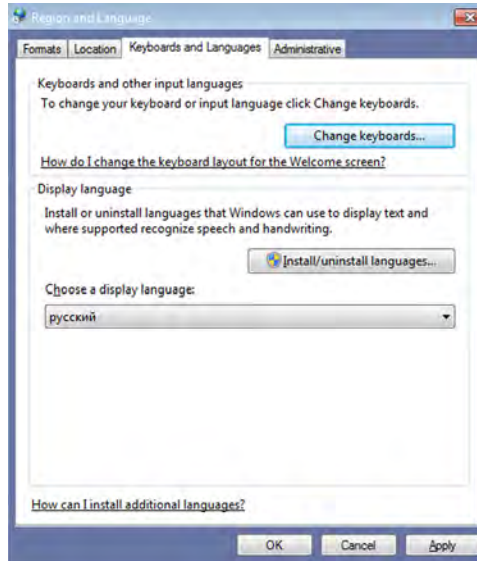 Region and Language
Formats Location Keyboards and Languages Administrative
Keyboards and other input languages
To change your keyboard or input language click Change keyboards.
Change keyboards...
How do I change the keyboard layout for the Welcome screen?
Display language
Install or uninstall languages that Windows can use to display text and
where supported recognize speech and handwriting.
Install/uninstall languages...
Choose a display language:
русский
How can I install additional languages?
OK Cancel Apply